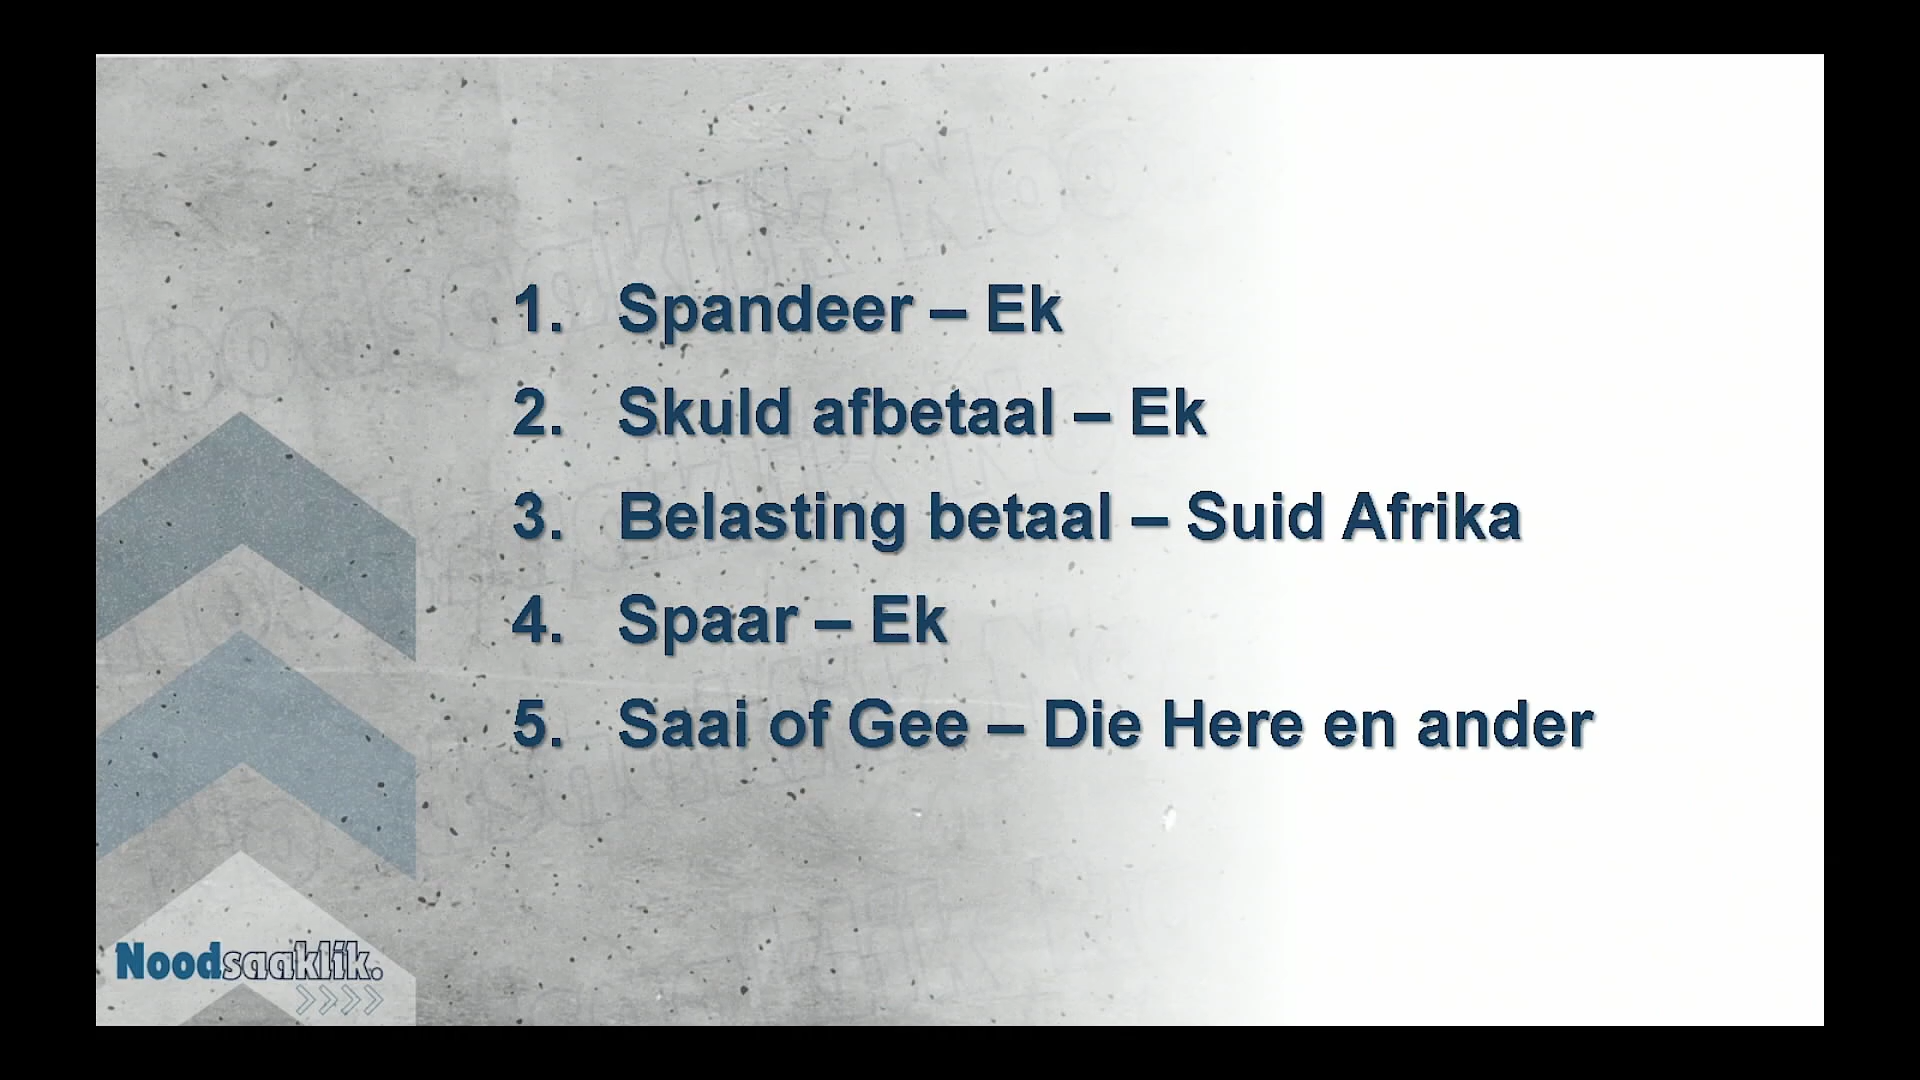 1. Spandeer – Ek
2. Skuld afbetaal – Ek
3. Belasting betaal – Suid Afrika
4. Spaar – Ek
5. Saai of Gee – Die Here en ander
Noodsaaklik.